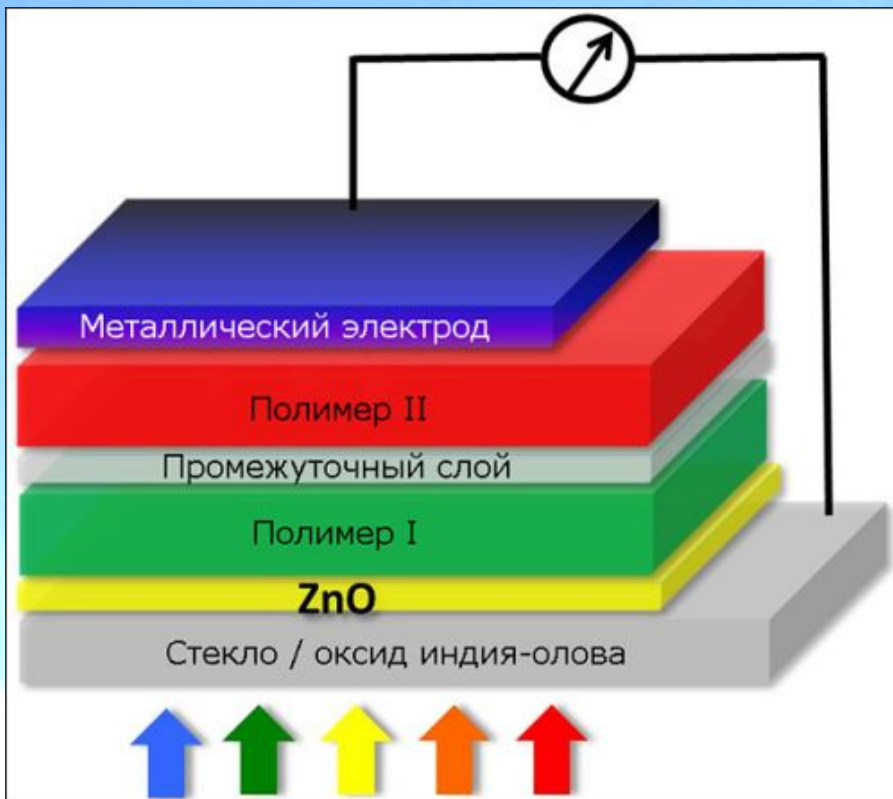 Металлический электрод
Полимер II
Промежуточный слой
Полимер I
ZnO
Стекло / оксид индия-олова